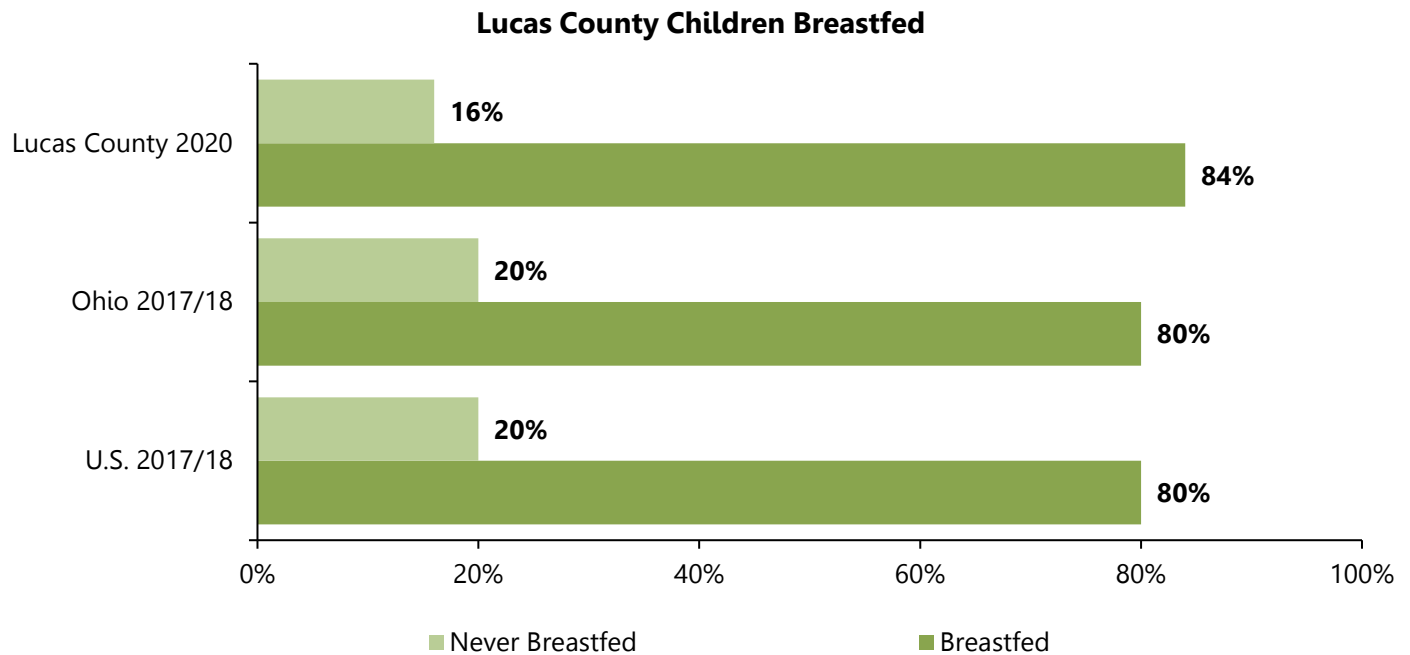 Lucas County Children Breastfed
Lucas County 2020
16%
84%
Ohio 2017/18
20%
80%
U.S. 2017/18
20%
80%
0% 20% 40% 60% 80% 100%
Never Breastfed Breastfed